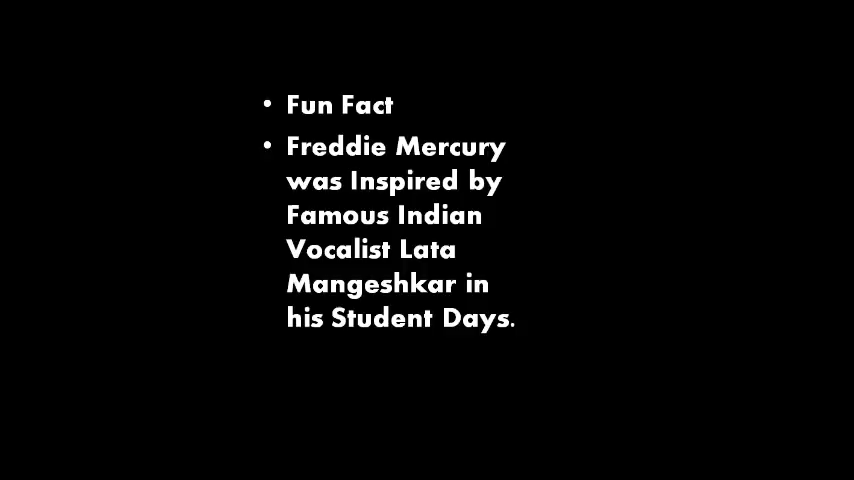 • Fun Fact
• Freddie Mercury
was Inspired by
Famous Indian
Vocalist Lata
Mangeshkar in
his Student Days.